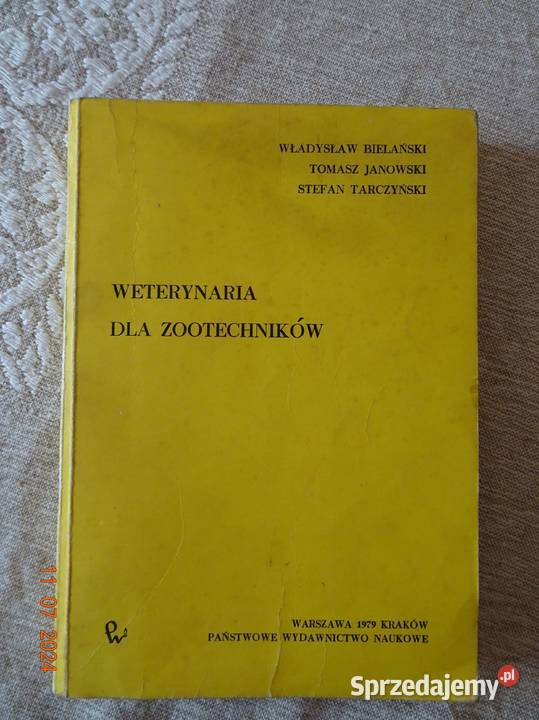 WŁADYSŁAW BIELAŃSKI
TOMASZ JANOWSKI
STEFAN TARCZYŃSKI
WETERYNARIA
DLA ZOOTECHNIKÓW
WARSZAWA 1979 KRAKÓW
PAŃSTWOWE WYDAWNICTWO NAUKOWE
11 07 2024
Sprzedajemy.pl